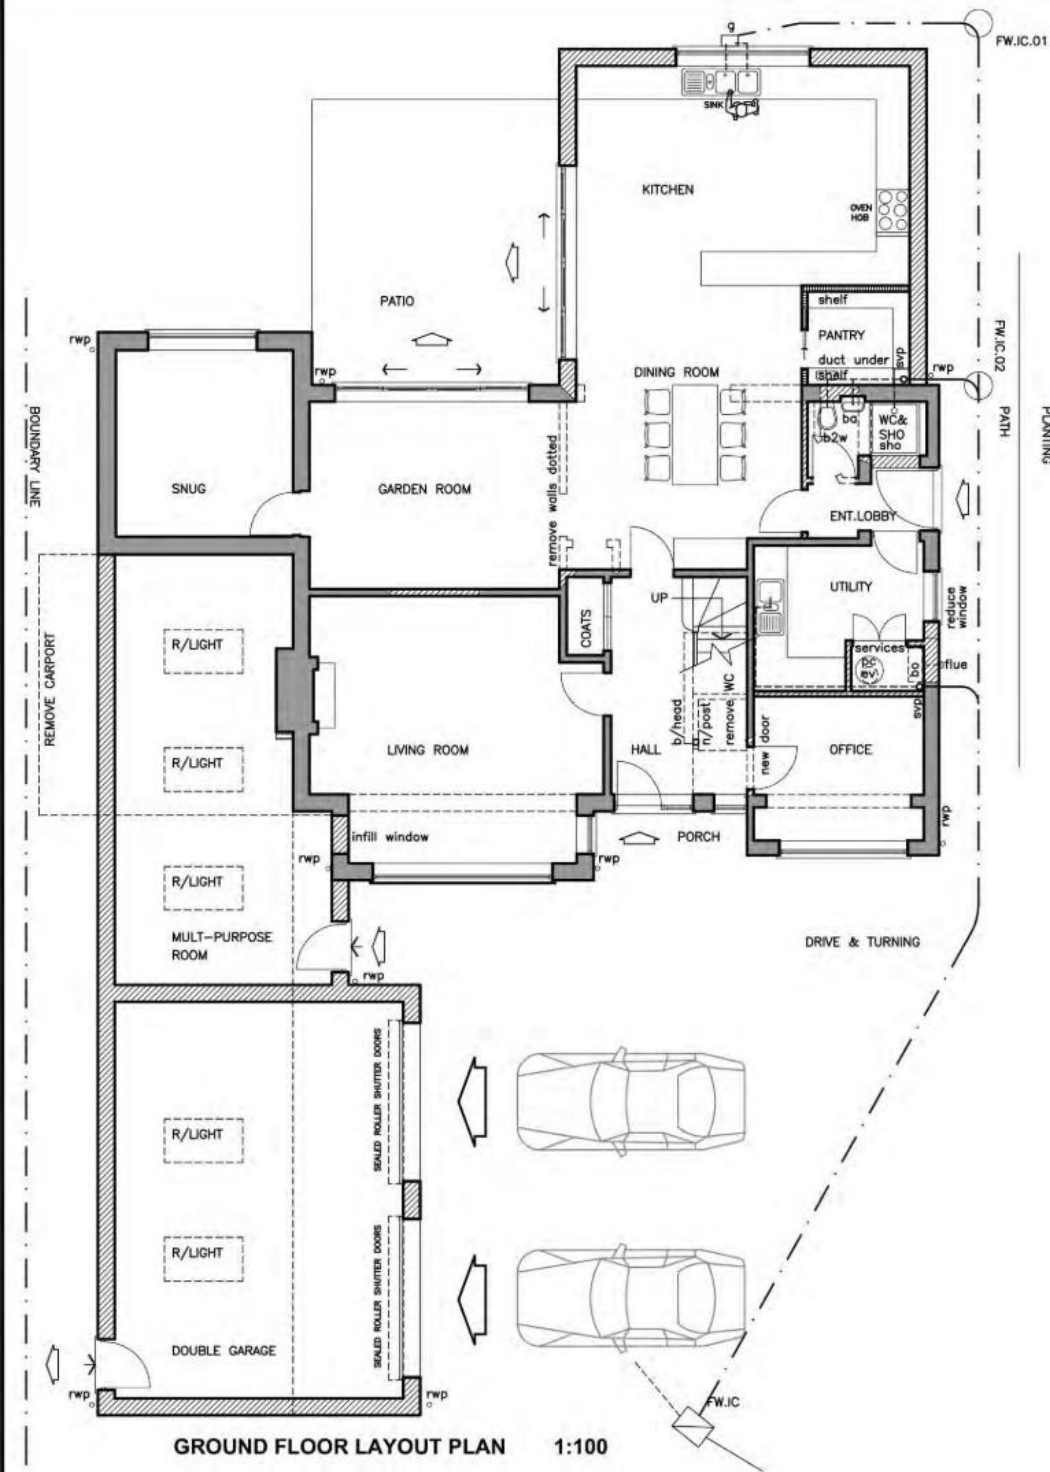 g
FW.IC.01
SINK
KITCHEN
OVEN
HOB
PATIO
shelf
PANTRY
duct under
shelf
svp
rwp
FW.IC.02
PATH
PLANTING
rwp
rwp
DINING ROOM
BOUNDARY LINE
SNUG
GARDEN ROOM
remove walls dotted
ba
b2w
WC&
SHO
sho
ENT.LOBBY
UTILITY
reduce
window
REMOVE CARPORT
R/LIGHT
COATS
UP
WC
services
pc
ev
bo
eflue
svp
R/LIGHT
LIVING ROOM
HALL
b/head
n/post
remove
new door
OFFICE
infill window
PORCH
rwp
rwp
rwp
R/LIGHT
MULT-PURPOSE
ROOM
rwp
DRIVE & TURNING
SEALED ROLLER SHUTTER DOORS
R/LIGHT
SEALED ROLLER SHUTTER DOORS
R/LIGHT
DOUBLE GARAGE
rwp
rwp
FW.IC
GROUND FLOOR LAYOUT PLAN 1:100